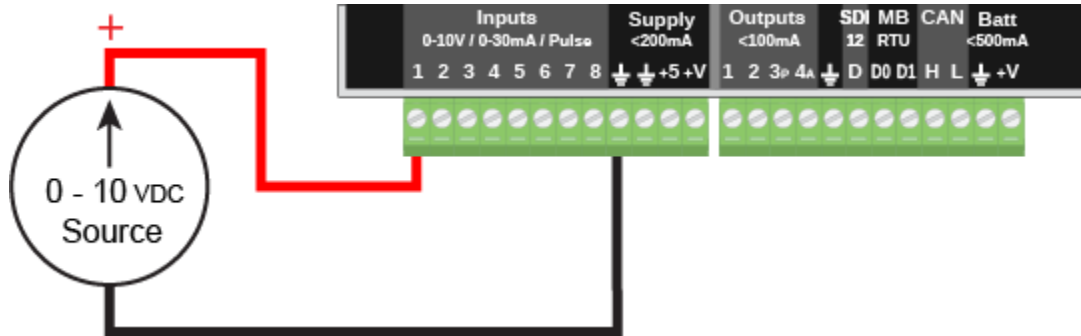 +
0 - 10 VDC
Source
Inputs
0-10V / 0-30mA / Pulse
1 2 3 4 5 6 7 8
Supply
<200mA
+5 +V
Outputs
<100mA
1 2 3P 4A
SDI
12
D
MB
RTU
D0 D1
CAN
H L
Batt
<500mA
+V